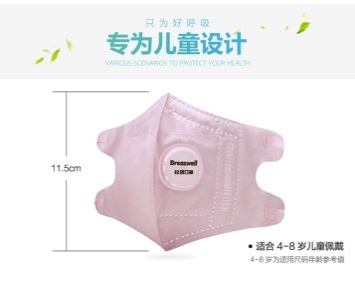 只为好呼吸
专为儿童设计
VARIOUS SCENARIOS TO PROTECT YOUR HEALTH
11.5cm
Breazwell
● 适合 4-8 岁儿童佩戴
4-8岁为适用尺码年龄参考值